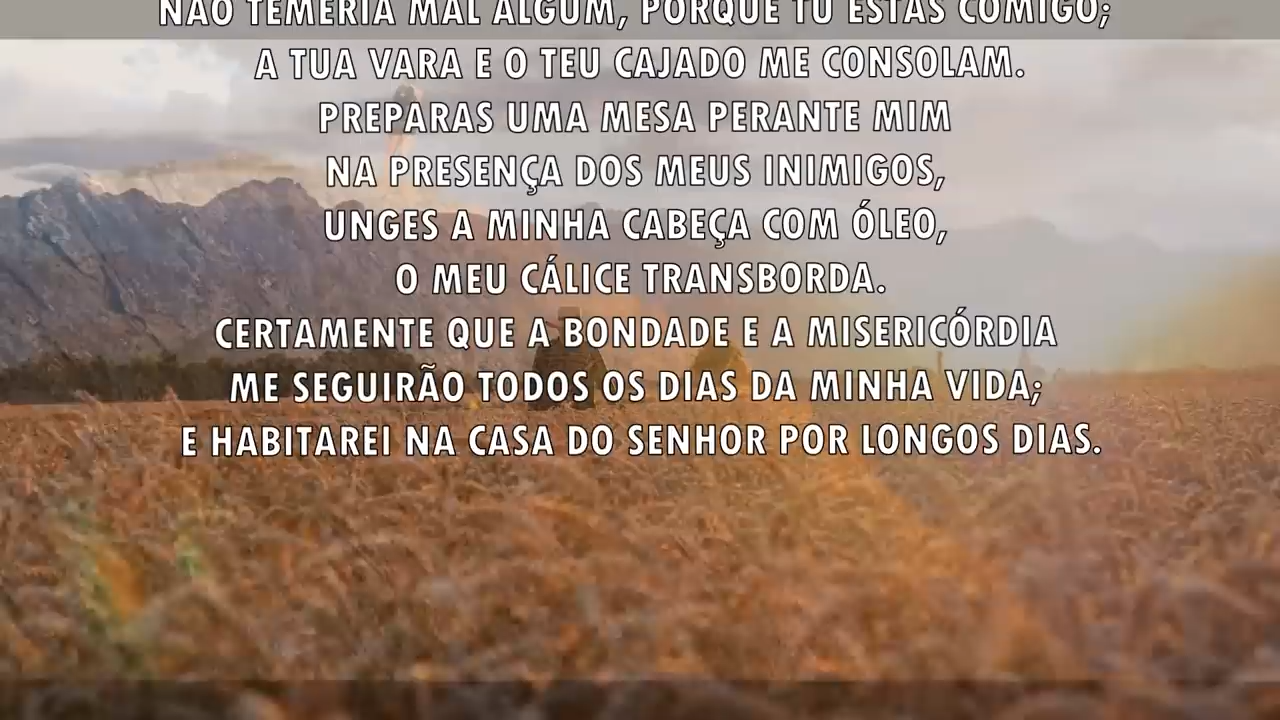 NÃO TEMERIA MAL ALGUM, PORQUE TU ESTÁS COMIGO;
A TUA VARA E O TEU CAJADO ME CONSOLAM.
PREPARAS UMA MESA PERANTE MIM
NA PRESENÇA DOS MEUS INIMIGOS,
UNGES A MINHA CABEÇA COM ÓLEO,
O MEU CÁLICE TRANSBORDA.
CERTAMENTE QUE A BONDADE E A MISERICÓRDIA
ME SEGUIRÃO TODOS OS DIAS DA MINHA VIDA;
E HABITAREI NA CASA DO SENHOR POR LONGOS DIAS.